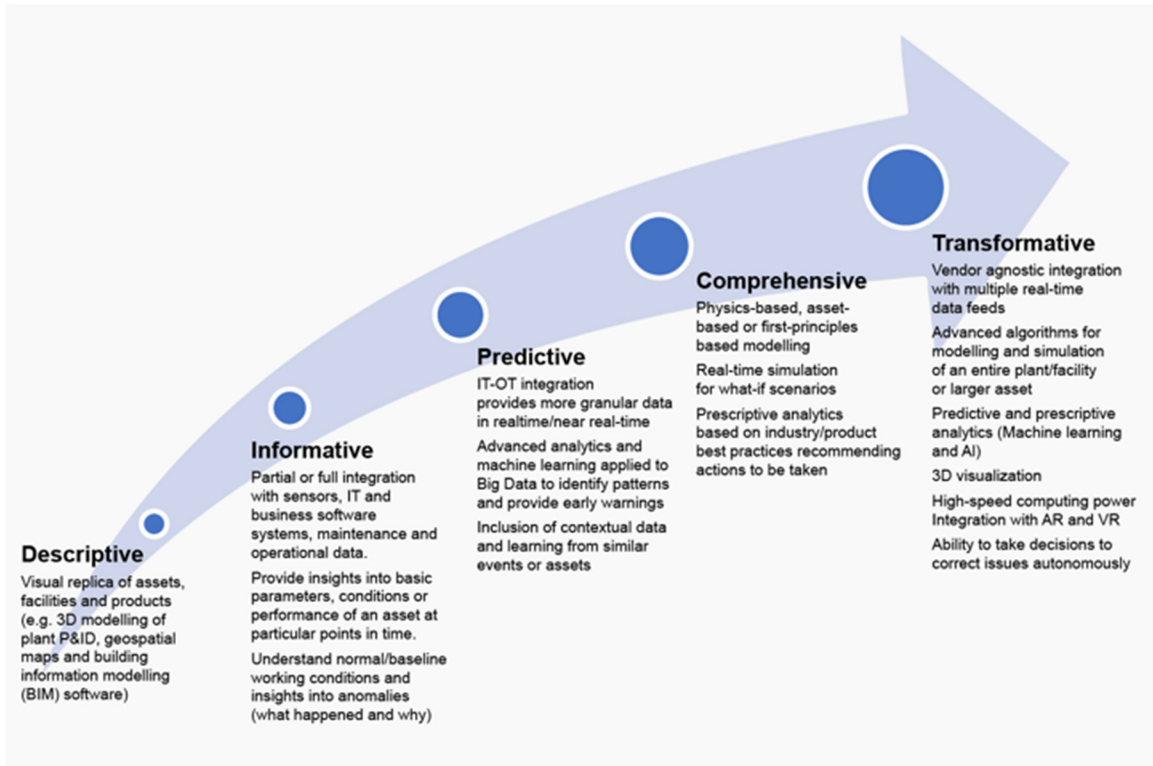 Descriptive
Visual replica of assets,
facilities and products
(e.g. 3D modelling of
plant P&ID, geospatial
maps and building
information modelling
(BIM) software)
Informative
Partial or full integration
with sensors, IT and
business software
systems, maintenance and
operational data.
Provide insights into basic
parameters, conditions or
performance of an asset at
particular points in time.
Understand normal/baseline
working conditions and
insights into anomalies
(what happened and why)
Predictive
IT-OT integration
provides more granular data
in realtime/near real-time
Advanced analytics and
machine learning applied to
Big Data to identify patterns
and provide early warnings
Inclusion of contextual data
and learning from similar
events or assets
Comprehensive
Physics-based, asset-
based or first-principles
based modelling
Real-time simulation
for what-if scenarios
Prescriptive analytics
based on industry/product
best practices recommending
actions to be taken
Transformative
Vendor agnostic integration
with multiple real-time
data feeds
Advanced algorithms for
modelling and simulation
of an entire plant/facility
or larger asset
Predictive and prescriptive
analytics (Machine learning
and AI)
3D visualization
High-speed computing power
Integration with AR and VR
Ability to take decisions to
correct issues autonomously